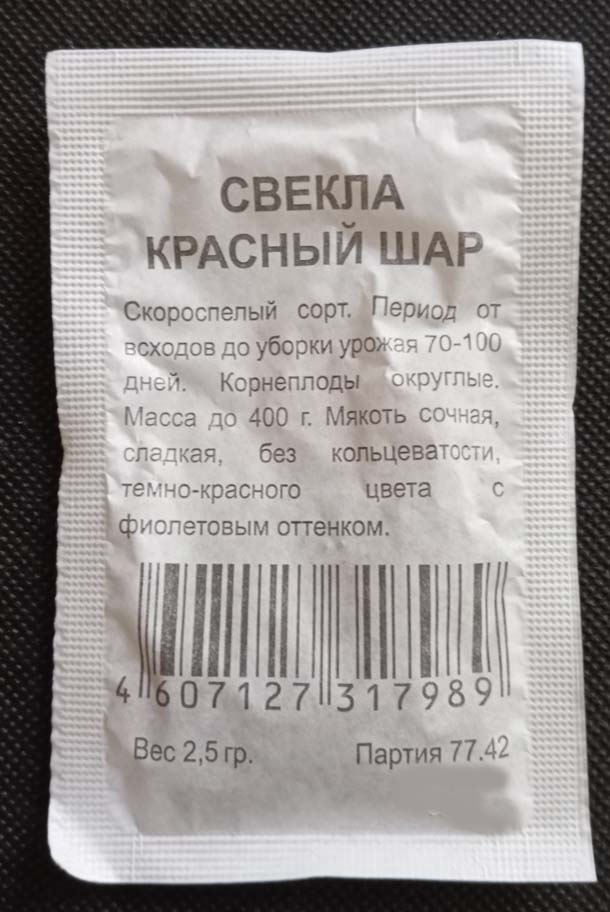 СВЕКЛА
КРАСНЫЙ ШАР
Скороспелый сорт. Период от
всходов до уборки урожая 70-100
дней. Корнеплоды округлые.
Масса до 400 г. Мякоть сочная,
сладкая, без кольцеватости,
темно-красного цвета с
фиолетовым оттенком.
4 607127 317989
Вес 2,5 гр. Партия 77.42